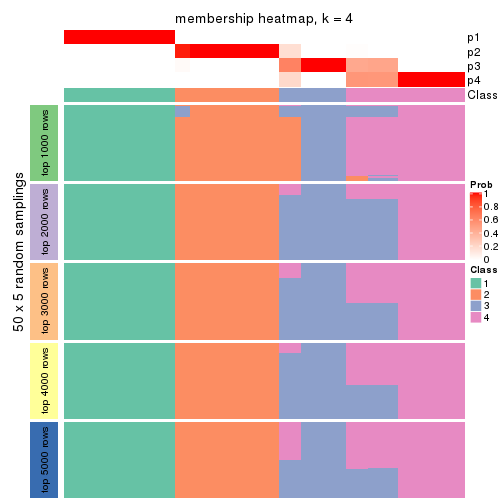 membership heatmap, k = 4
p1
p2
p3
p4
Class
50 x 5 random samplings
top 1000 rows
top 2000 rows
top 3000 rows
top 4000 rows
top 5000 rows
Prob
1
0.8
0.6
0.4
0.2
0
Class
1
2
3
4